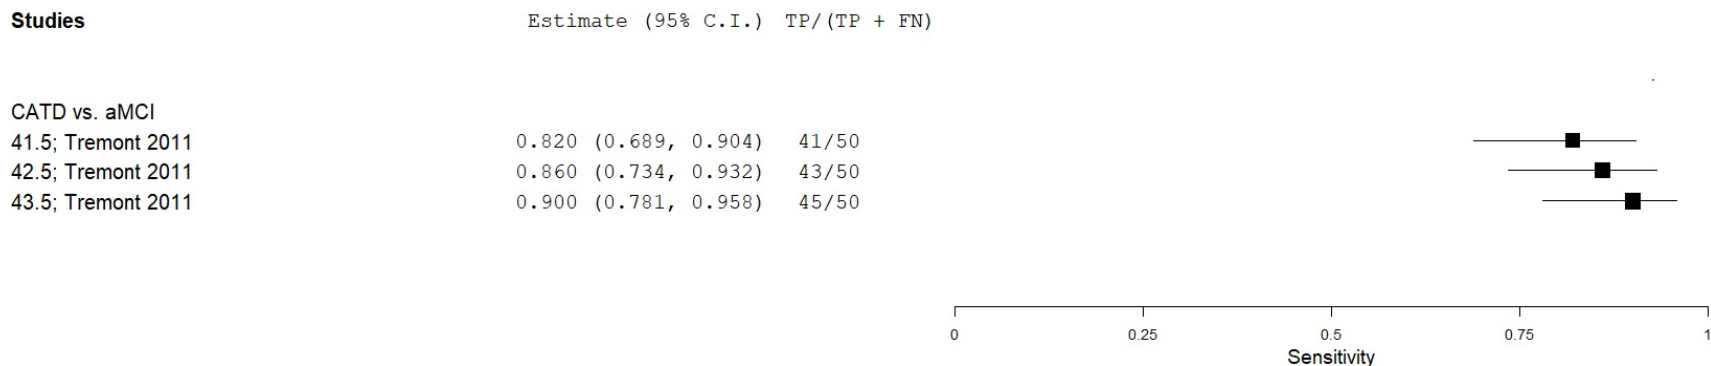 Studies Estimate (95% C.I.) TP/(TP + FN)
CATD vs. aMCI
41.5; Tremont 2011 0.820 (0.689, 0.904) 41/50
42.5; Tremont 2011 0.860 (0.734, 0.932) 43/50
43.5; Tremont 2011 0.900 (0.781, 0.958) 45/50
0 0.25 0.5 0.75 1
Sensitivity